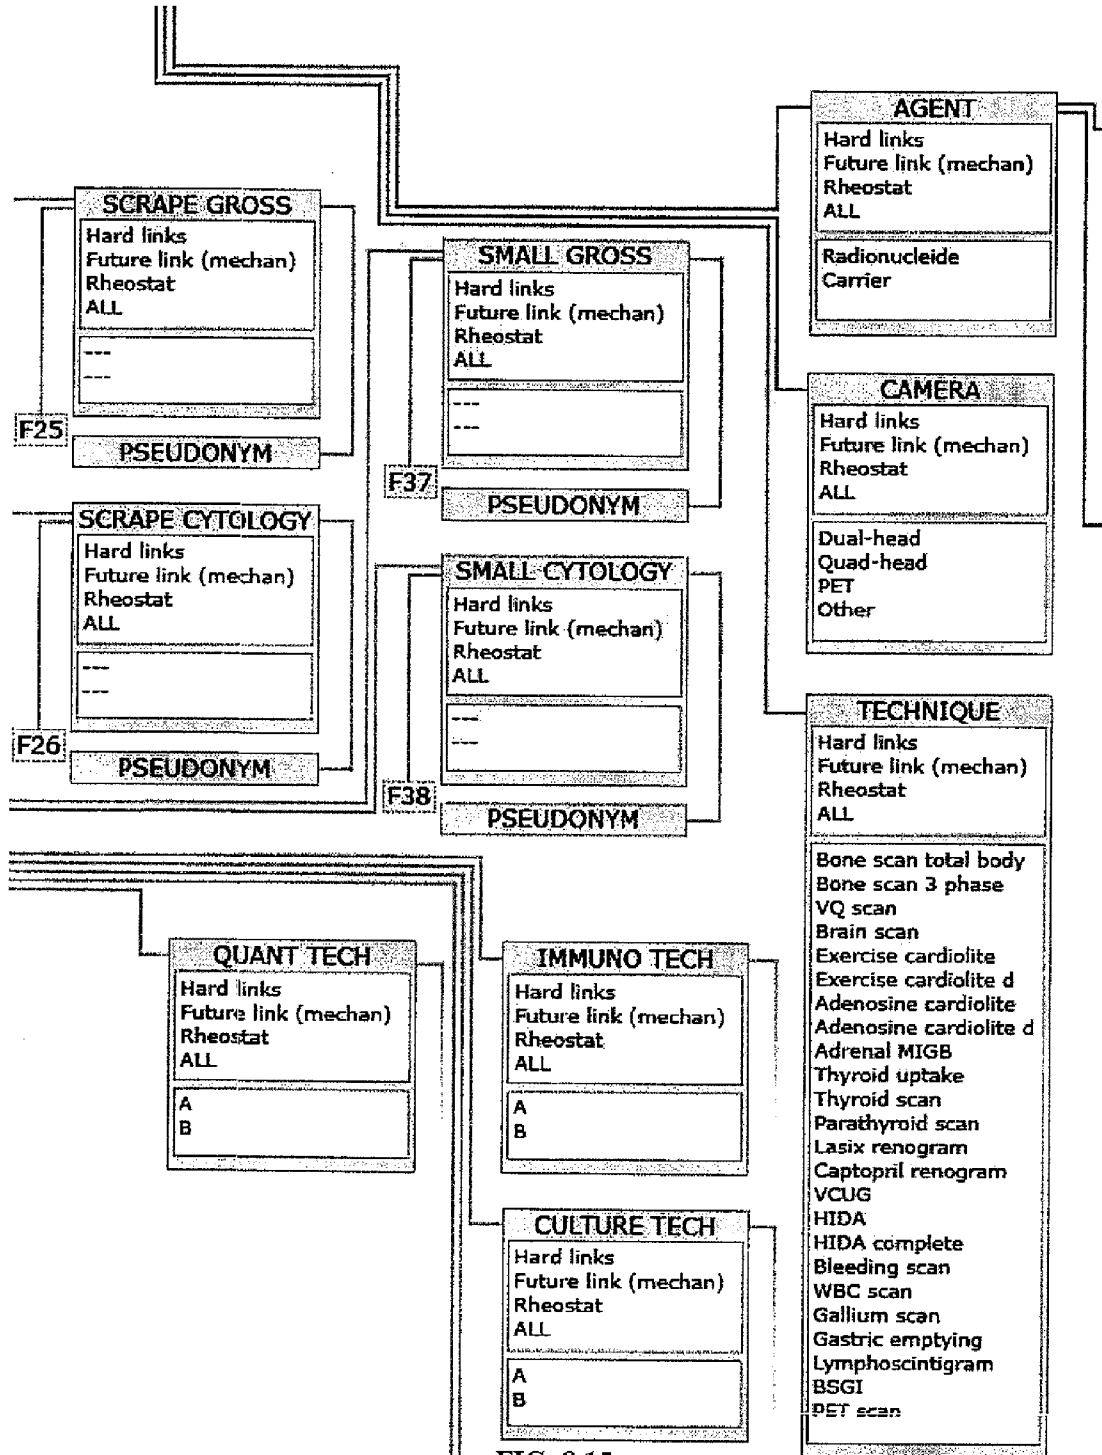 SCRAPE GROSS
Hard links
Future link (mechan)
Rheostat
ALL
---
---
F25
PSEUDONYM
SCRAPE CYTOLOGY
Hard links
Future link (mechan)
Rheostat
ALL
---
---
F26
PSEUDONYM
SMALL GROSS
Hard links
Future link (mechan)
Rheostat
ALL
---
---
F37
PSEUDONYM
SMALL CYTOLOGY
Hard links
Future link (mechan)
Rheostat
ALL
---
---
F38
PSEUDONYM
AGENT
Hard links
Future link (mechan)
Rheostat
ALL
Radionucleide
Carrier
CAMERA
Hard links
Future link (mechan)
Rheostat
ALL
Dual-head
Quad-head
PET
Other
TECHNIQUE
Hard links
Future link (mechan)
Rheostat
ALL
Bone scan total body
Bone scan 3 phase
VQ scan
Brain scan
Exercise cardiolite
Exercise cardiolite d
Adenosine cardiolite
Adenosine cardiolite d
Adrenal MIGB
Thyroid uptake
Thyroid scan
Parathyroid scan
Lasix renogram
Captopril renogram
VCUG
HIDA
HIDA complete
Bleeding scan
WBC scan
Gallium scan
Gastric emptying
Lymphoscintigram
BSGI
PET scan
QUANT TECH
Hard links
Future link (mechan)
Rheostat
ALL
A
B
IMMUNO TECH
Hard links
Future link (mechan)
Rheostat
ALL
A
B
CULTURE TECH
Hard links
Future link (mechan)
Rheostat
ALL
A
B